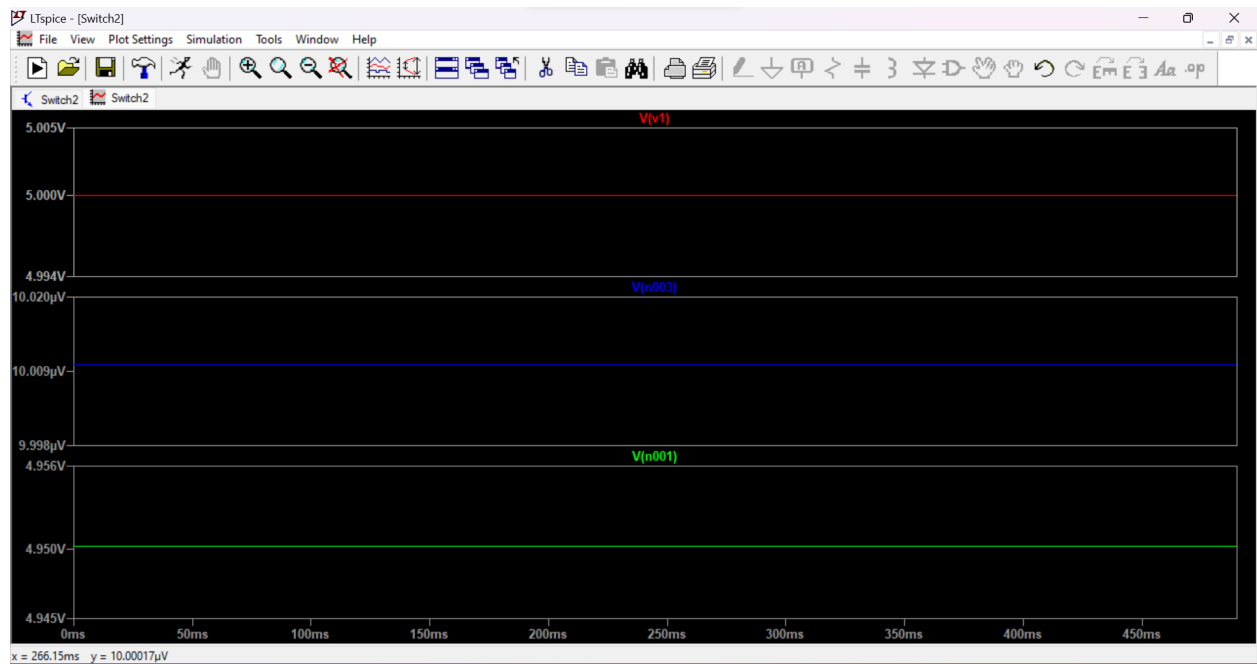 LTspice - [Switch2]
File View Plot Settings Simulation Tools Window Help
Aa .op
Switch2 Switch2
V(v1)
5.005V
5.000V
4.994V
V(n003)
10.020µV
10.009µV
9.998µV
V(n001)
4.956V
4.950V
4.945V
0ms 50ms 100ms 150ms 200ms 250ms 300ms 350ms 400ms 450ms
x = 266.15ms y = 10.00017µV